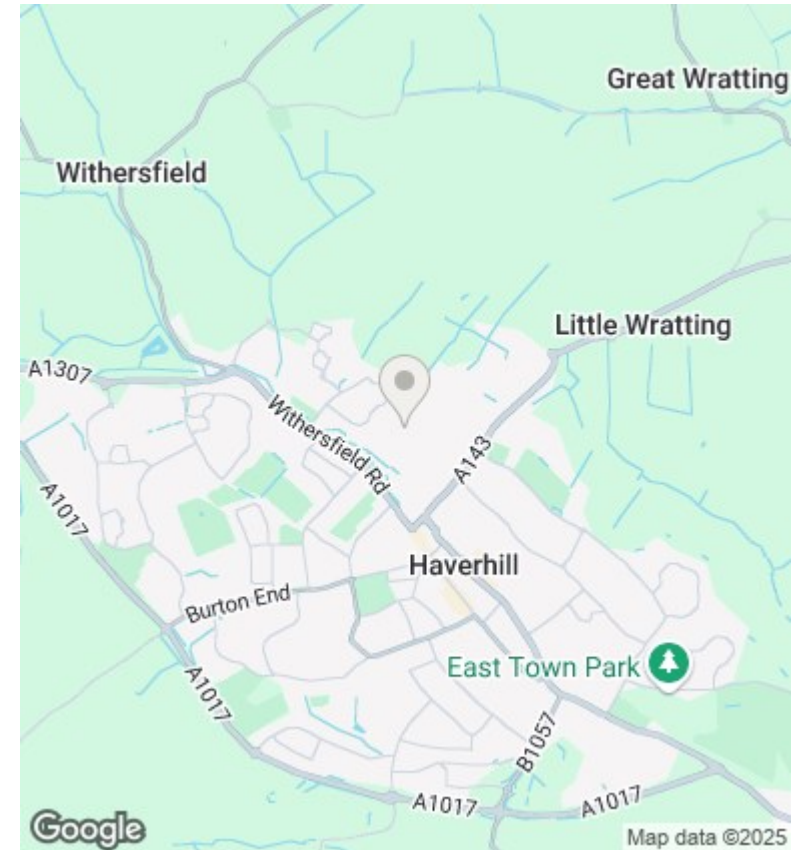 Great Wratting
Withersfield
Little Wratting
A1307
Withersfield Rd
A143
A1017
Haverhill
Burton End
East Town Park
A1017
B1057
A1017
A1017
Google
Map data ©2025